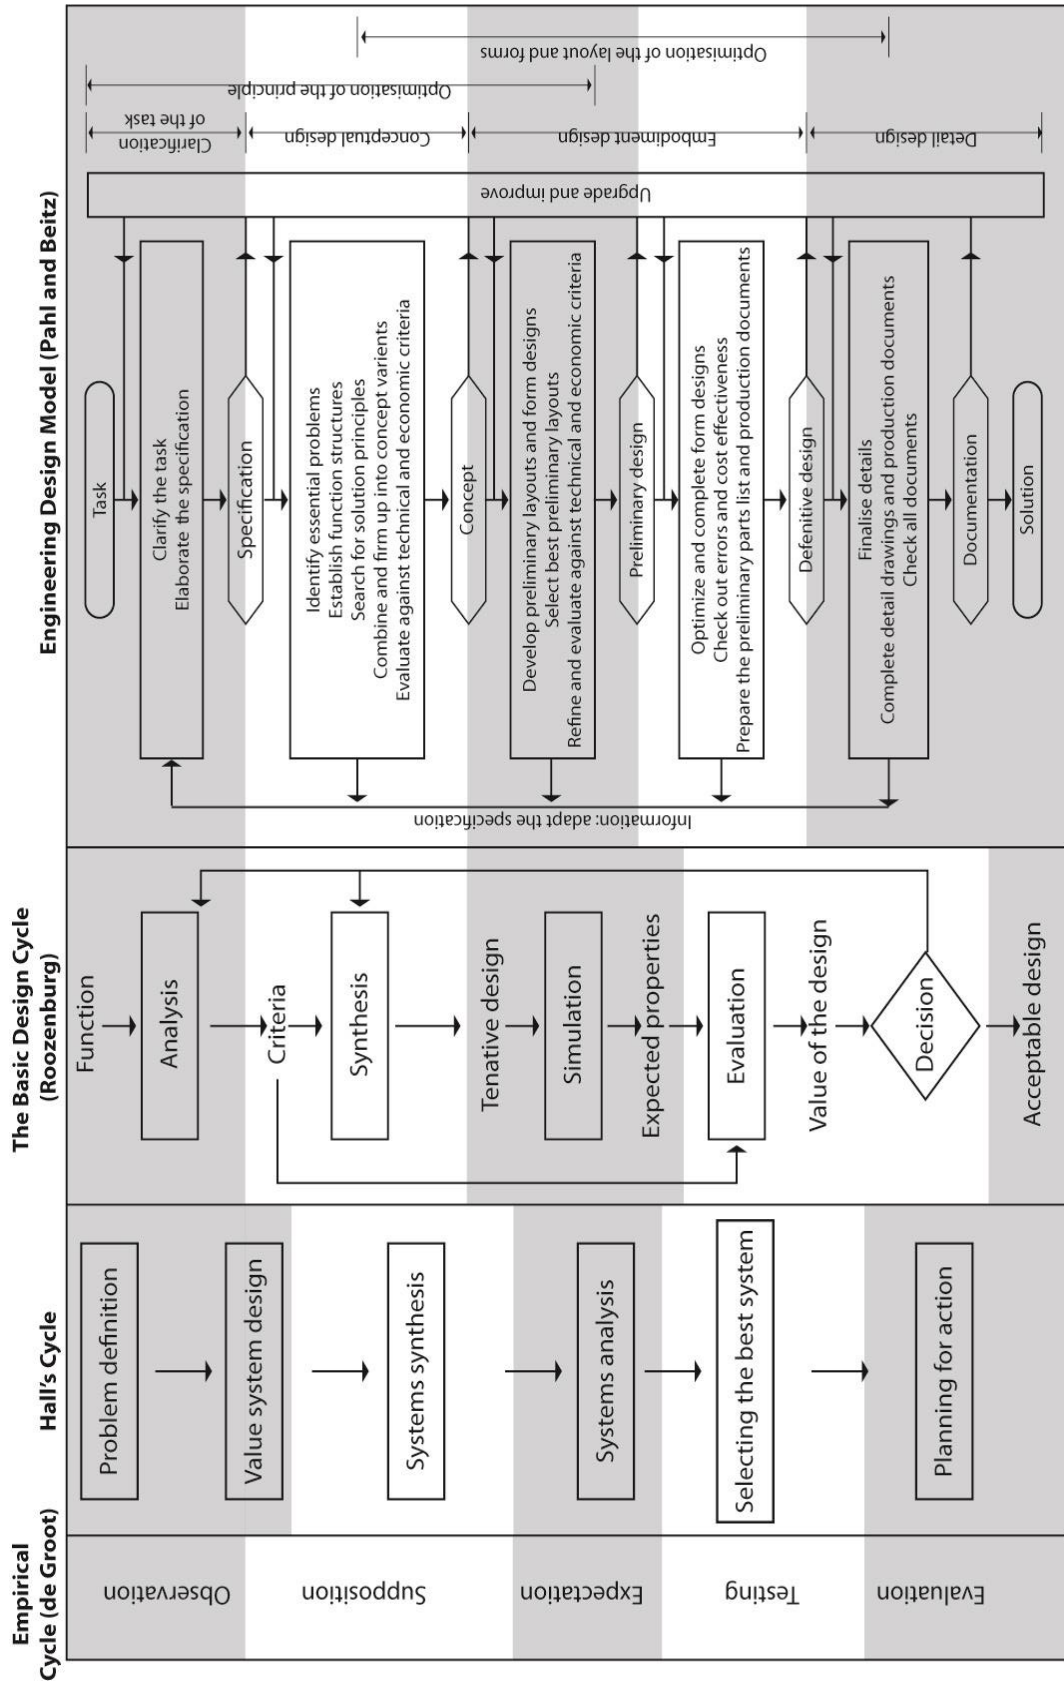 Empirical
Cycle (de Groot)
Observation
Supposition
Expectation
Testing
Evaluation
Hall's Cycle
Problem definition
Value system design
Systems synthesis
Systems analysis
Selecting the best system
Planning for action
The Basic Design Cycle
(Roozenburg)
Function
Analysis
Criteria
Synthesis
Tenative design
Simulation
Expected properties
Evaluation
Value of the design
Decision
Acceptable design
Engineering Design Model (Pahl and Beitz)
Information: adapt the specification
Task
Clarify the task
Elaborate the specification
Specification
Identify essential problems
Establish function structures
Search for solution principles
Combine and firm up into concept varients
Evaluate against technical and economic criteria
Concept
Develop preliminary layouts and form designs
Select best preliminary layouts
Refine and evaluate against technical and economic criteria
Preliminary design
Optimize and complete form designs
Check out errors and cost effectiveness
Prepare the preliminary parts list and production documents
Defenitive design
Finalise details
Complete detail drawings and production documents
Check all documents
Documentation
Solution
Upgrade and improve
Clarification
of the task
Conceptual design
Embodiment design
Detail design
Optimisation of the principle
Optimisation of the layout and forms